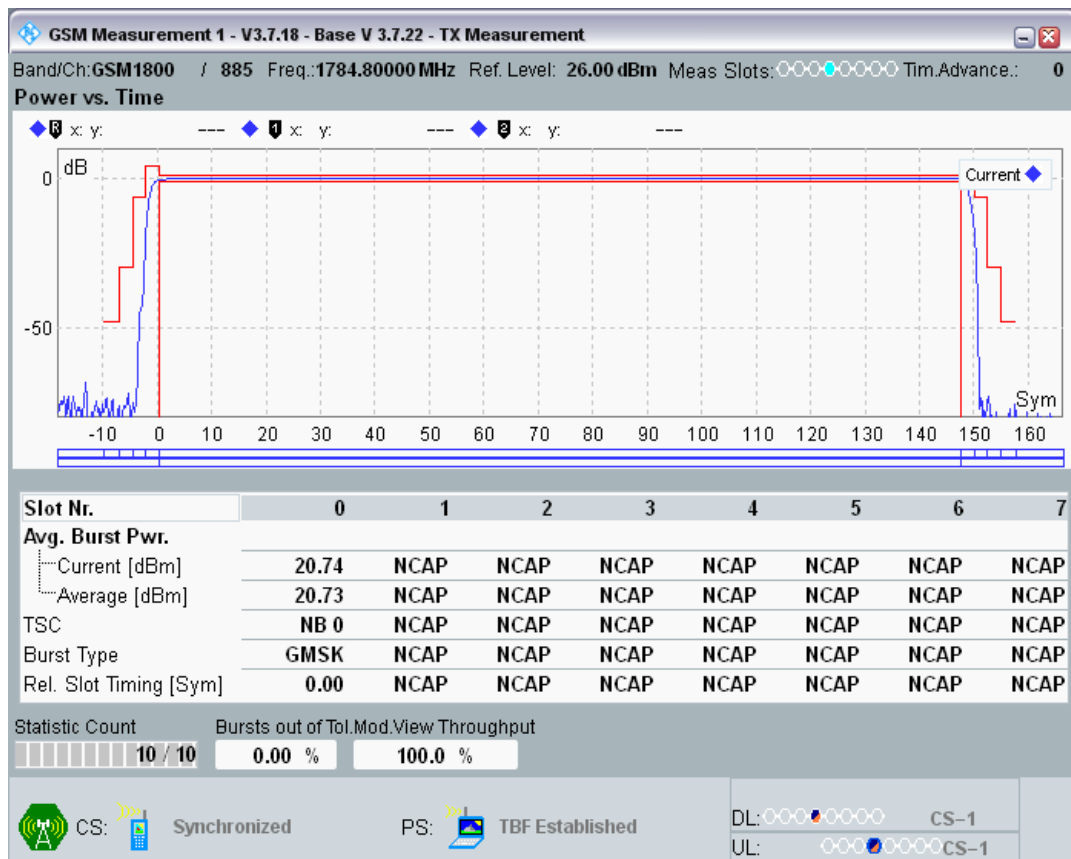 GSM Measurement 1 - V3.7.18 - Base V 3.7.22 - TX Measurement
Band/Ch:GSM1800 / 885 Freq.:1784.80000 MHz Ref. Level: 26.00 dBm Meas Slots: Tim.Advance.: 0
Power vs. Time
R x: y: --- 1 x: y: --- 2 x: y: ---
dB
0
Current
-50
Sym
-10 0 10 20 30 40 50 60 70 80 90 100 110 120 130 140 150 160
Slot Nr. 0 1 2 3 4 5 6 7
Avg. Burst Pwr.
Current [dBm] 20.74 NCAP NCAP NCAP NCAP NCAP NCAP NCAP
Average [dBm] 20.73 NCAP NCAP NCAP NCAP NCAP NCAP NCAP
TSC NB 0 NCAP NCAP NCAP NCAP NCAP NCAP NCAP
Burst Type GMSK NCAP NCAP NCAP NCAP NCAP NCAP NCAP
Rel. Slot Timing [Sym] 0.00 NCAP NCAP NCAP NCAP NCAP NCAP NCAP
Statistic Count Bursts out of Tol.Mod.View Throughput
10 / 10 0.00 % 100.0 %
DL: CS-1
CS: Synchronized PS: TBF Established
UL: CS-1